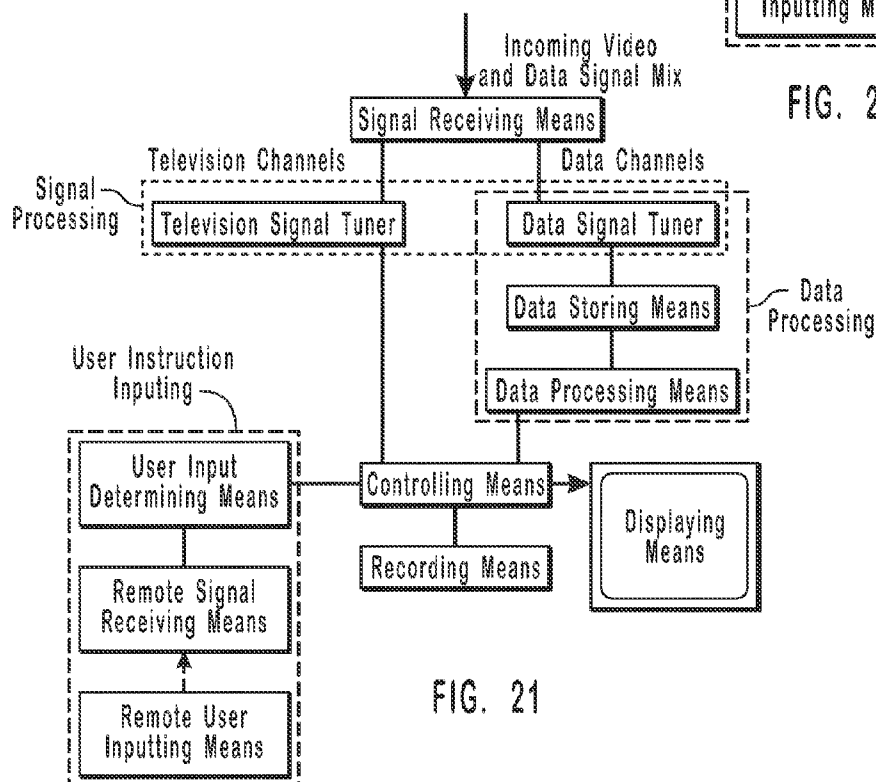 Inputting M
FIG. 2
Incoming Video
and Data Signal Mix
Signal Receiving Means
Television Channels
Data Channels
Signal
Processing
Television Signal Tuner
Data Signal Tuner
Data Storing Means
Data
Processing
Data Processing Means
User Instruction
Inputing
User Input
Determining Means
Controlling Means
Displaying
Means
Recording Means
Remote Signal
Receiving Means
Remote User
Inputting Means
FIG. 21